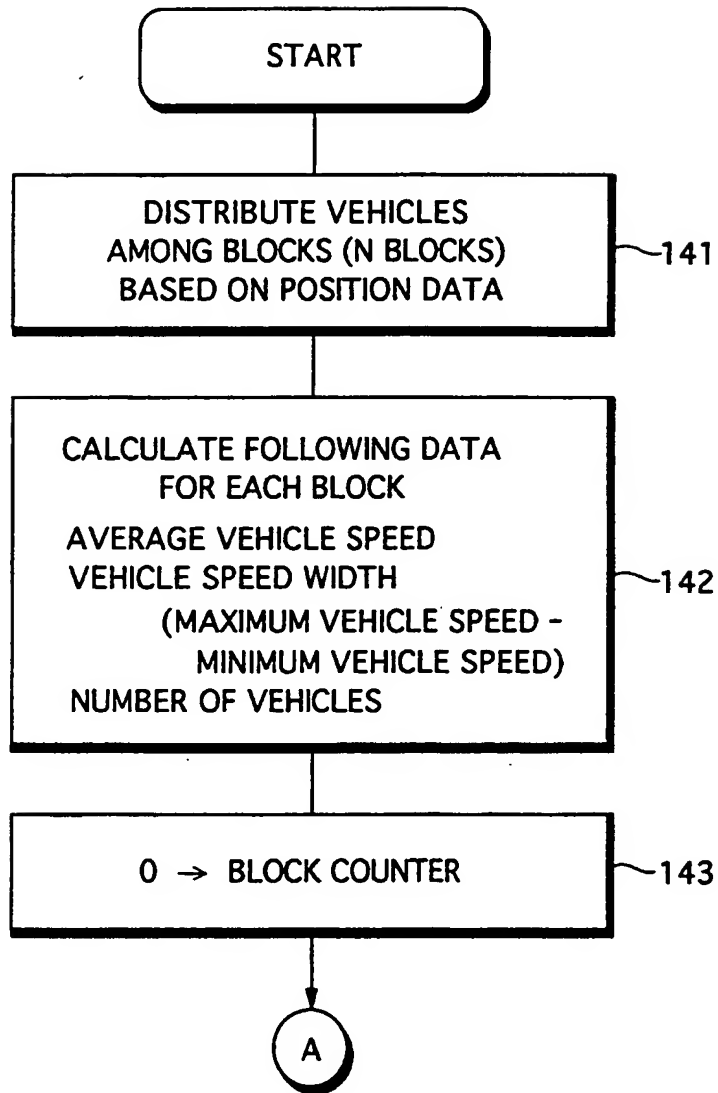 START
DISTRIBUTE VEHICLES
AMONG BLOCKS (N BLOCKS)
BASED ON POSITION DATA
141
CALCULATE FOLLOWING DATA
FOR EACH BLOCK
AVERAGE VEHICLE SPEED
VEHICLE SPEED WIDTH
(MAXIMUM VEHICLE SPEED -
MINIMUM VEHICLE SPEED)
NUMBER OF VEHICLES
142
0 → BLOCK COUNTER
143
A